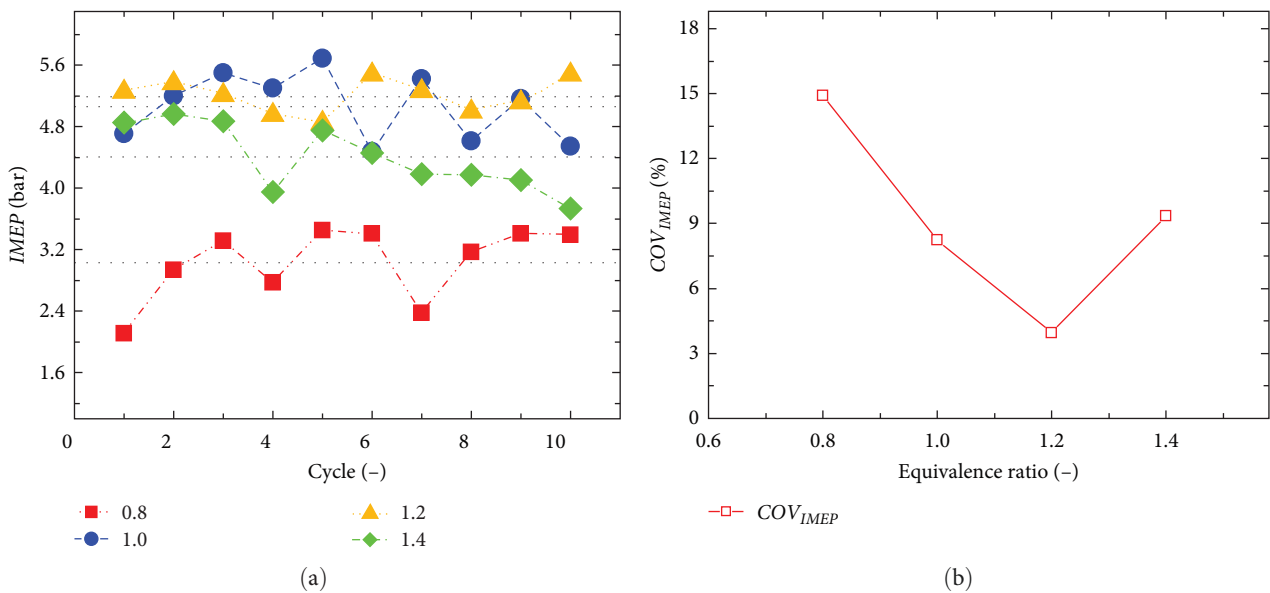 IMEP (bar)
5.6
4.8
4.0
3.2
2.4
1.6
0 2 4 6 8 10
Cycle (–)
0.8
1.0
1.2
1.4
(a)
COV_IMEP (%)
18
15
12
9
6
3
0
0.6 0.8 1.0 1.2 1.4
Equivalence ratio (–)
COV_IMEP
(b)